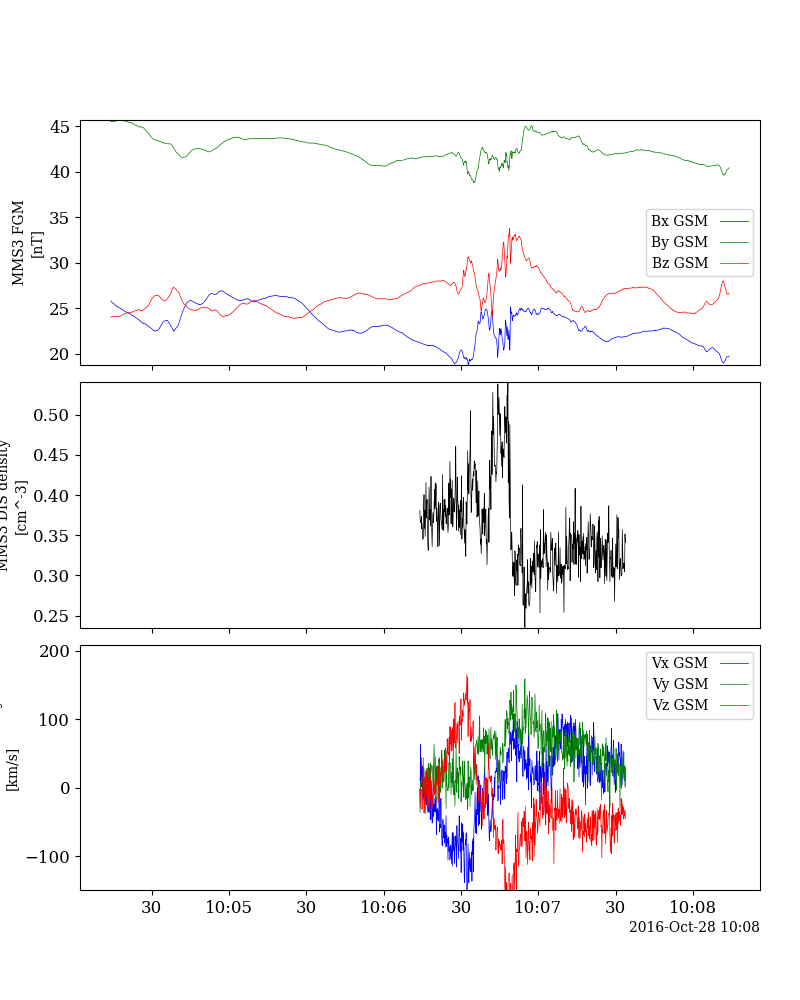 45
40
35
30
25
20
MMS3 FGM
[nT]
Bx GSM
By GSM
Bz GSM
0.50
0.45
0.40
0.35
0.30
0.25
MMS3 DIS density
[cm^-3]
200
100
0
−100
[km/s]
Vx GSM
Vy GSM
Vz GSM
30
10:05
30
10:06
30
10:07
30
10:08
2016-Oct-28 10:08